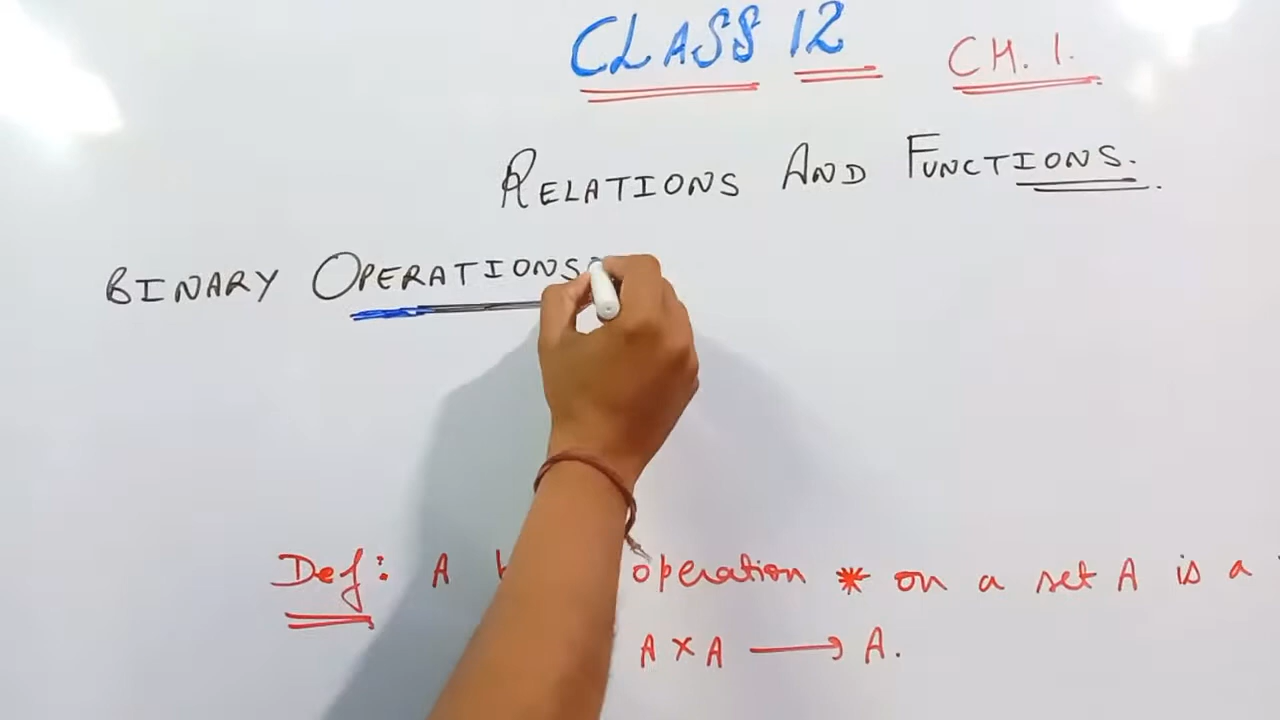 CLASS 12 CH. 1.
RELATIONS AND FUNCTIONS.
BINARY OPERATIONS
Def: A operation * on a set A is a
A × A → A.